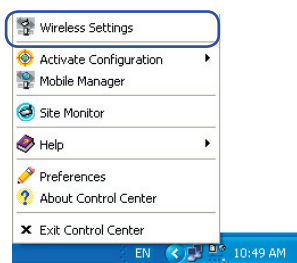 Wireless Settings
Activate Configuration
Mobile Manager
Site Monitor
Help
Preferences
About Control Center
Exit Control Center
EN 10:49 AM